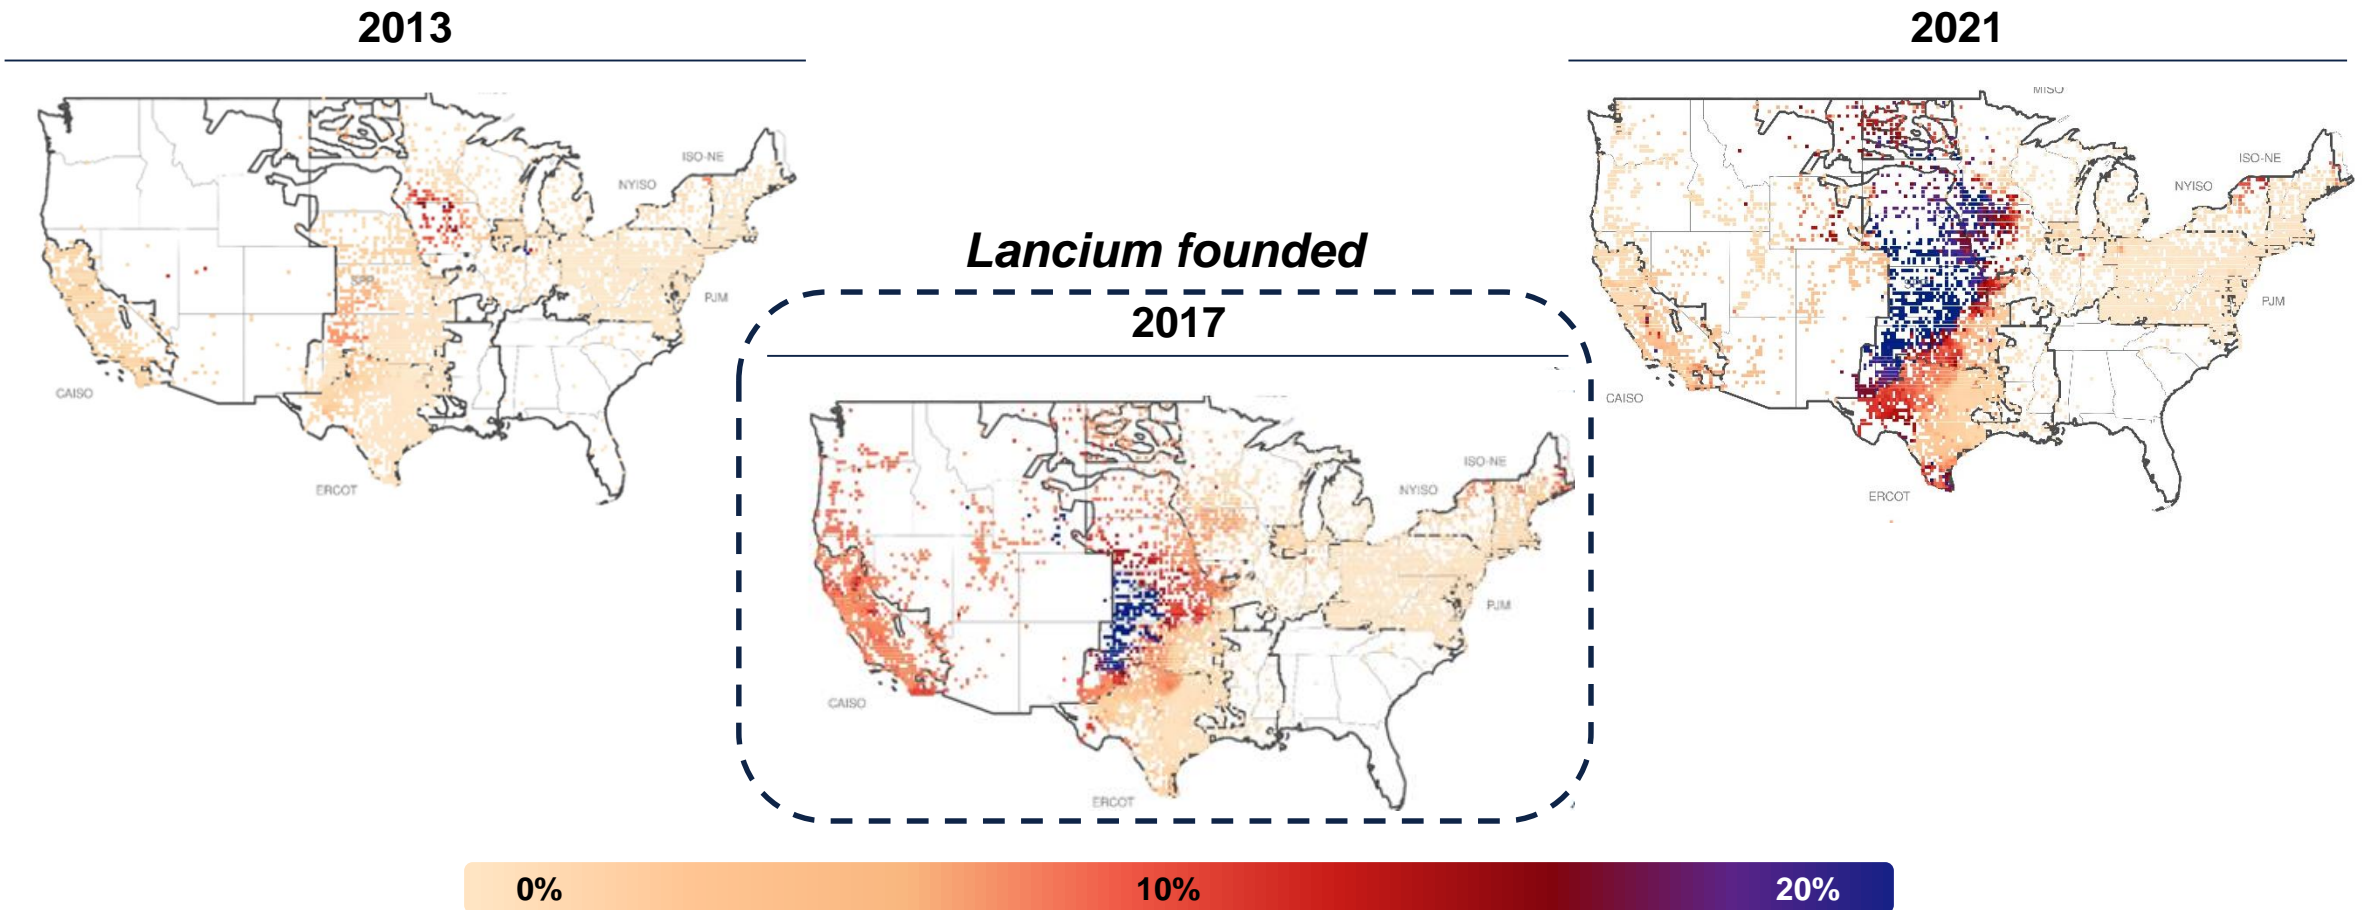 2013
ISO-NE
NYISO
SPP
PJM
CAISO
ERCOT
Lancium founded
2017
ISO-NE
NYISO
PJM
CAISO
ERCOT
2021
MISO
ISO-NE
NYISO
PJM
CAISO
ERCOT
0% 10% 20%